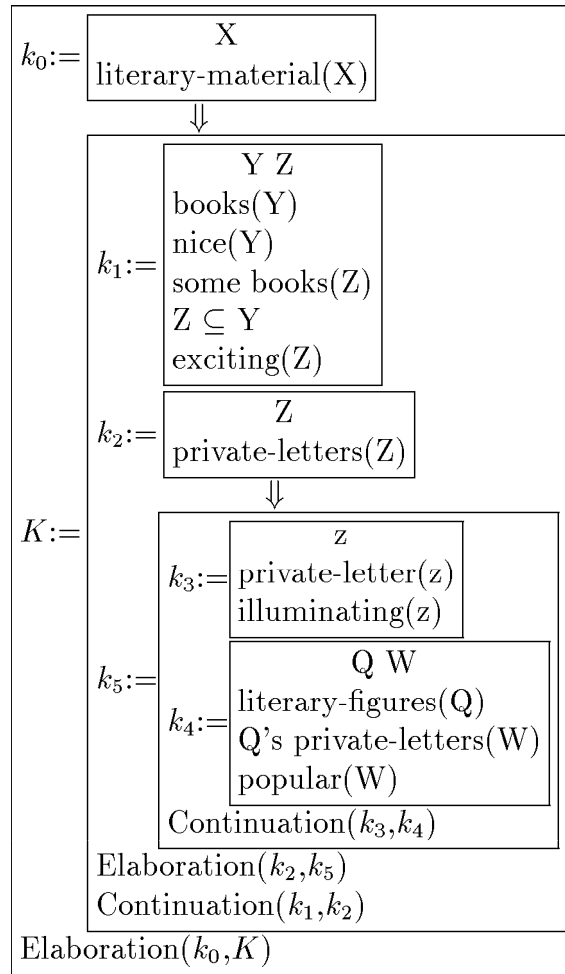 X
k₀:= literary-material(X)
⇓
Y Z
books(Y)
nice(Y)
k₁:= some books(Z)
Z ⊆ Y
exciting(Z)
Z
k₂:= private-letters(Z)
⇓
K:=
z
k₃:= private-letter(z)
illuminating(z)
k₅:=
Q W
literary-figures(Q)
k₄:= Q's private-letters(W)
popular(W)
Continuation(k₃,k₄)
Elaboration(k₂,k₅)
Continuation(k₁,k₂)
Elaboration(k₀,K)